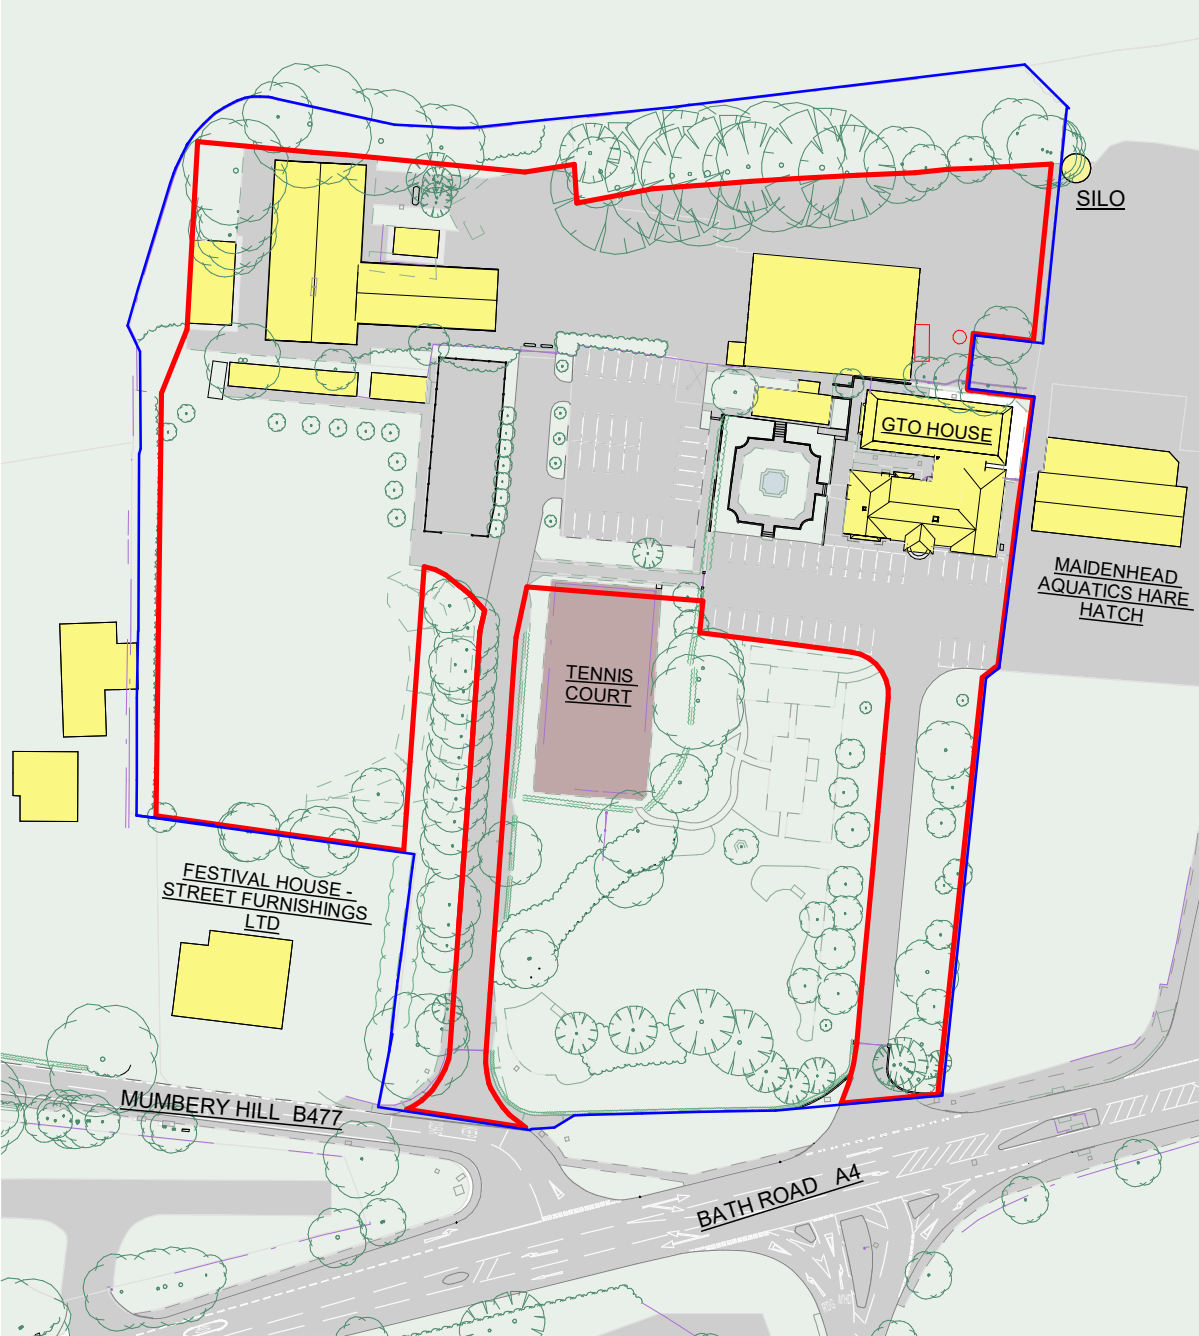 SILO
GTO HOUSE
MAIDENHEAD
AQUATICS HARE
HATCH
TENNIS
COURT
FESTIVAL HOUSE -
STREET FURNISHINGS
LTD
MUMBERY HILL B477
BATH ROAD A4